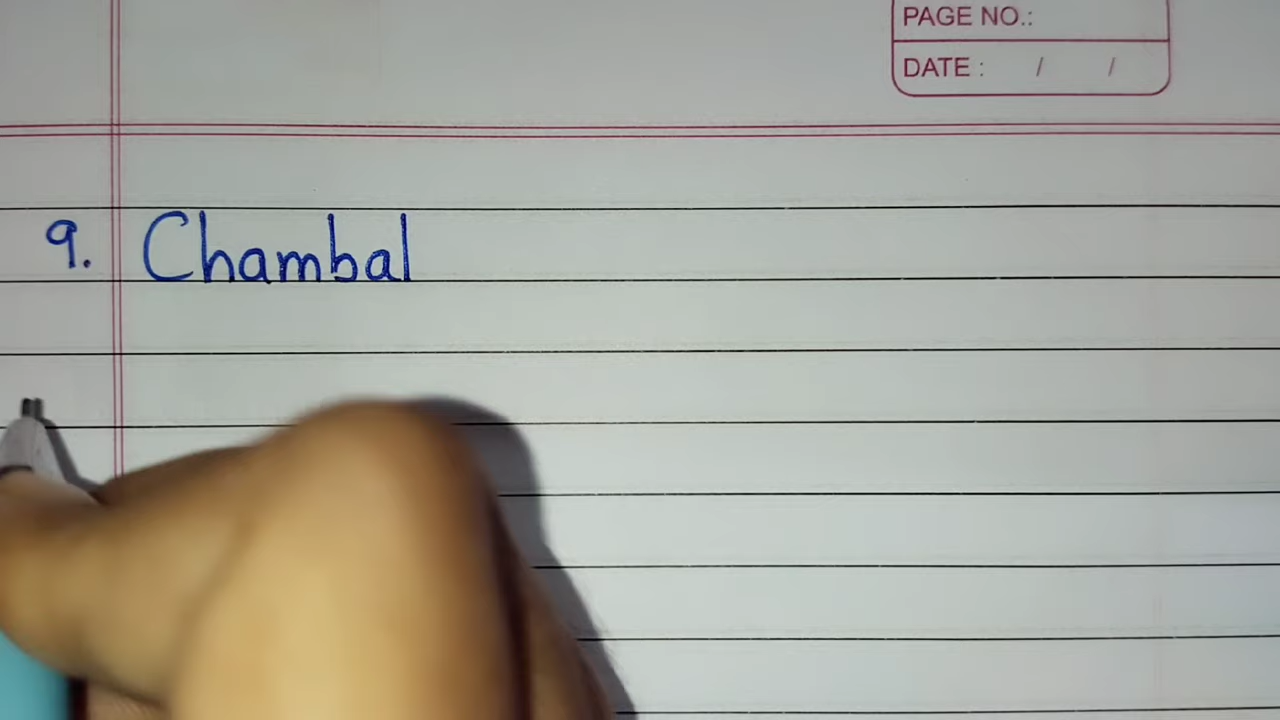 PAGE NO.:
DATE : / /
9. Chambal